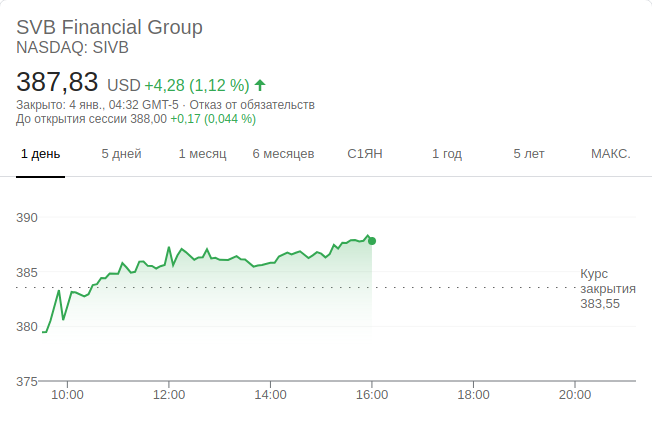 SVB Financial Group
NASDAQ: SIVB
387,83 USD +4,28 (1,12 %)
Закрыто: 4 янв., 04:32 GMT-5 · Отказ от обязательств
До открытия сессии 388,00 +0,17 (0,044 %)
1 день 5 дней 1 месяц 6 месяцев С1ЯН 1 год 5 лет МАКС.
390
385
Курс
закрытия
383,55
380
375
10:00 12:00 14:00 16:00 18:00 20:00